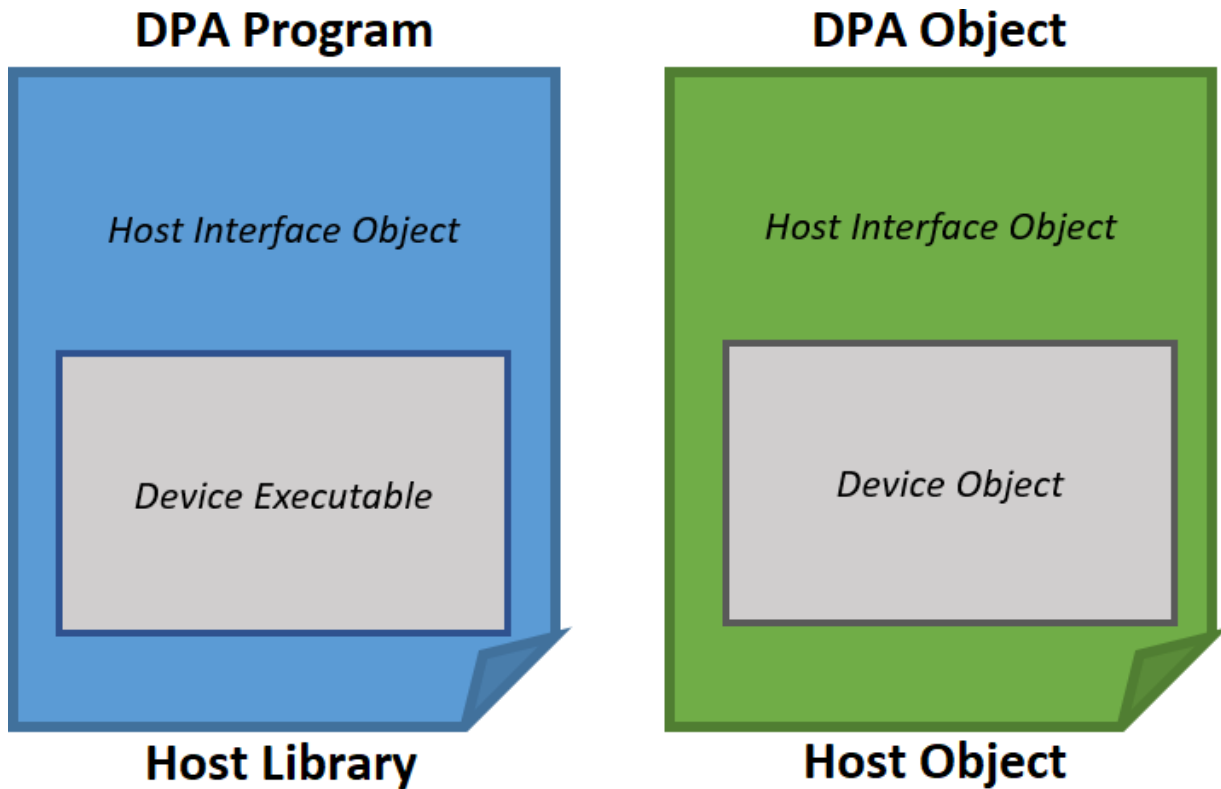 DPA Program
DPA Object
Host Interface Object
Host Interface Object
Device Executable
Device Object
Host Library
Host Object